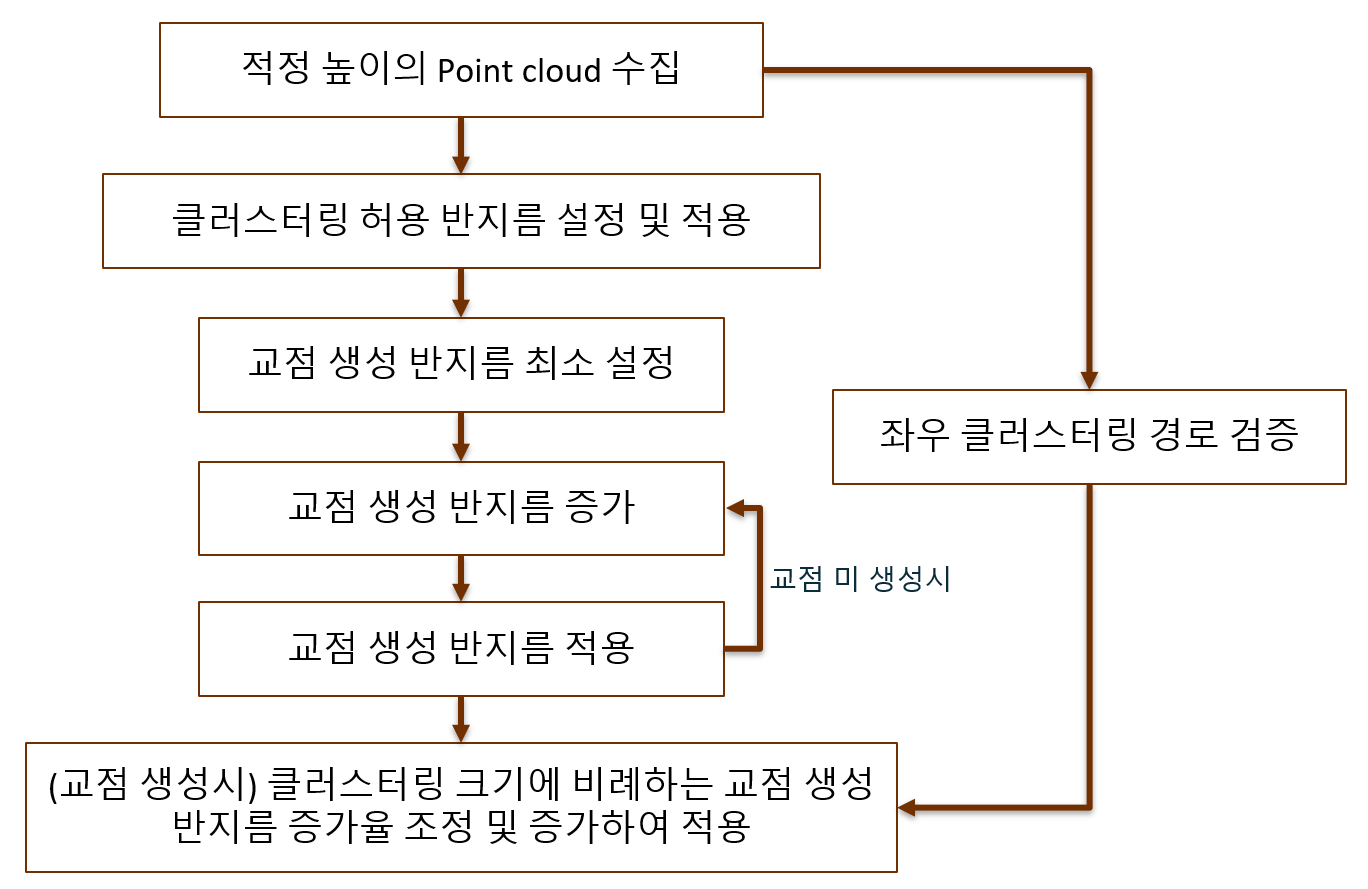 적정 높이의 Point cloud 수집
클러스터링 허용 반지름 설정 및 적용
교점 생성 반지름 최소 설정
좌우 클러스터링 경로 검증
교점 생성 반지름 증가
교점 미 생성시
교점 생성 반지름 적용
(교점 생성시) 클러스터링 크기에 비례하는 교점 생성
반지름 증가율 조정 및 증가하여 적용